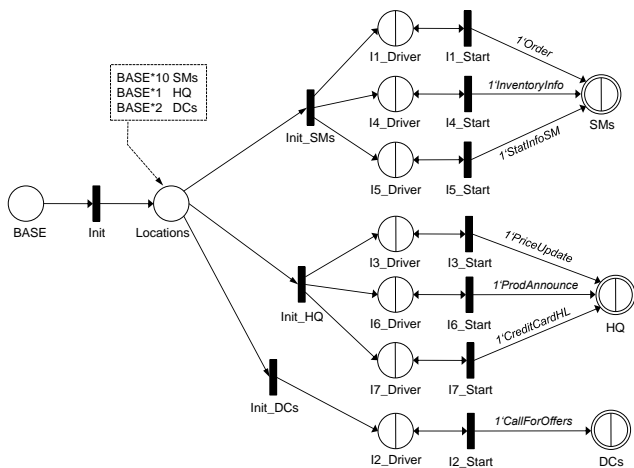 BASE*10 SMs
BASE*1 HQ
BASE*2 DCs
BASE
Init
Locations
Init_SMs
I1_Driver
I1_Start
1‘Order
I4_Driver
I4_Start
1‘InventoryInfo
SMs
I5_Driver
I5_Start
1‘StatInfoSM
Init_HQ
I3_Driver
I3_Start
1‘PriceUpdate
I6_Driver
I6_Start
1‘ProdAnnounce
HQ
I7_Driver
I7_Start
1‘CreditCardHL
Init_DCs
I2_Driver
I2_Start
1‘CallForOffers
DCs